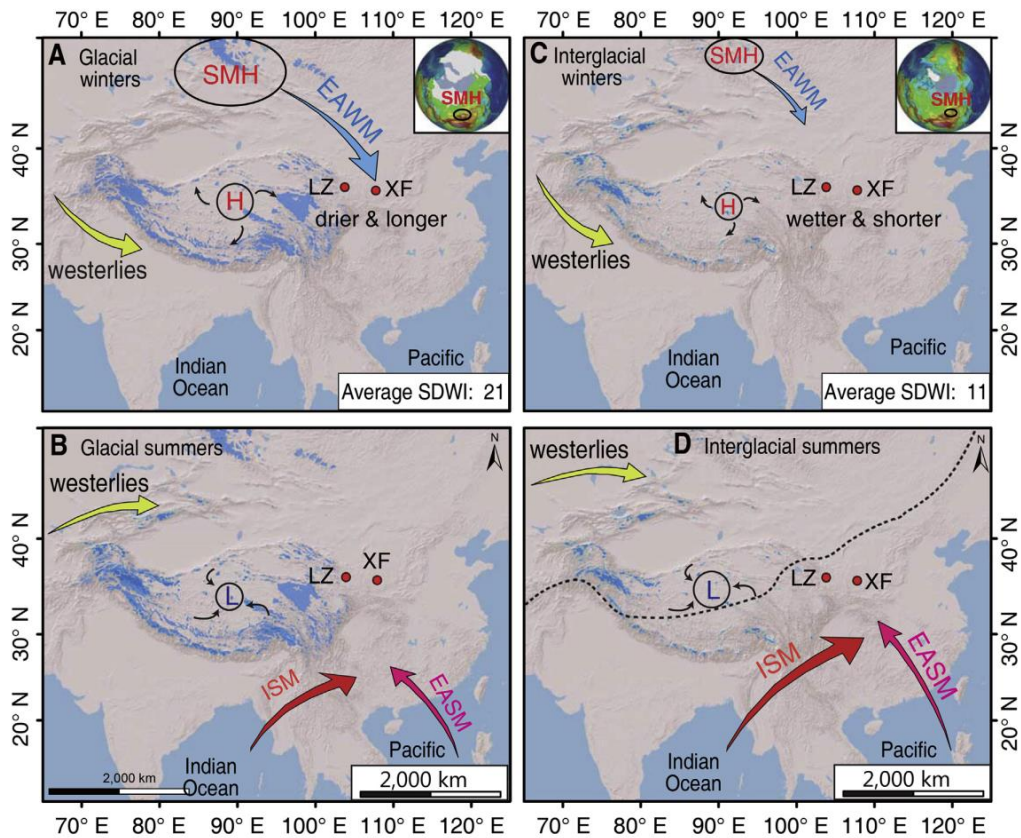 70° E 80° E 90° E 100° E 110° E 120° E
70° E 80° E 90° E 100° E 110° E 120° E
A
Glacial
winters
SMH
EAWM
SMH
40° N
30° N
20° N
H
LZ
XF
drier & longer
westerlies
Indian
Ocean
Pacific
Average SDWI: 21
C
Interglacial
winters
SMH
EAWM
SMH
40° N
30° N
20° N
H
LZ
XF
wetter & shorter
westerlies
Indian
Ocean
Pacific
Average SDWI: 11
B
Glacial summers
N
westerlies
40° N
30° N
20° N
L
LZ
XF
ISM
EASM
Indian
Ocean
Pacific
2,000 km
2,000 km
D
Interglacial summers
N
westerlies
40° N
30° N
20° N
L
LZ
XF
ISM
EASM
Indian
Ocean
Pacific
2,000 km
70° E 80° E 90° E 100° E 110° E 120° E
70° E 80° E 90° E 100° E 110° E 120° E